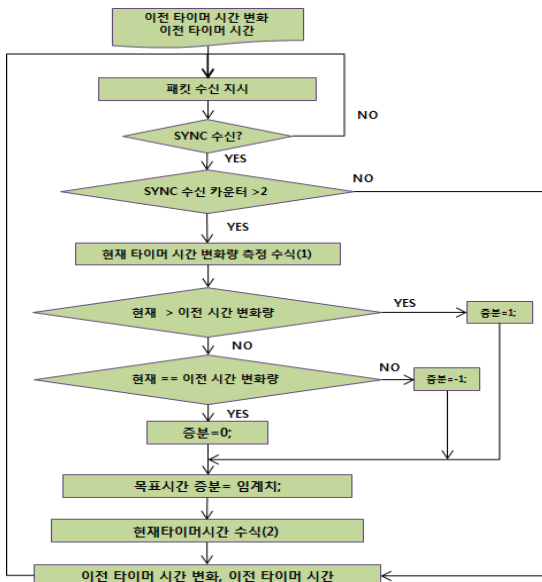 이전 타이머 시간 변화
이전 타이머 시간
패킷 수신 지시
NO
SYNC 수신?
YES
NO
SYNC 수신 카운터 >2
YES
현재 타이머 시간 변화량 측정 수식(1)
YES
현재 > 이전 시간 변화량
증분=1;
NO
NO
현재 == 이전 시간 변화량
증분=-1;
YES
증분=0;
목표시간 증분= 임계치;
현재타이머시간 수식(2)
이전 타이머 시간 변화, 이전 타이머 시간